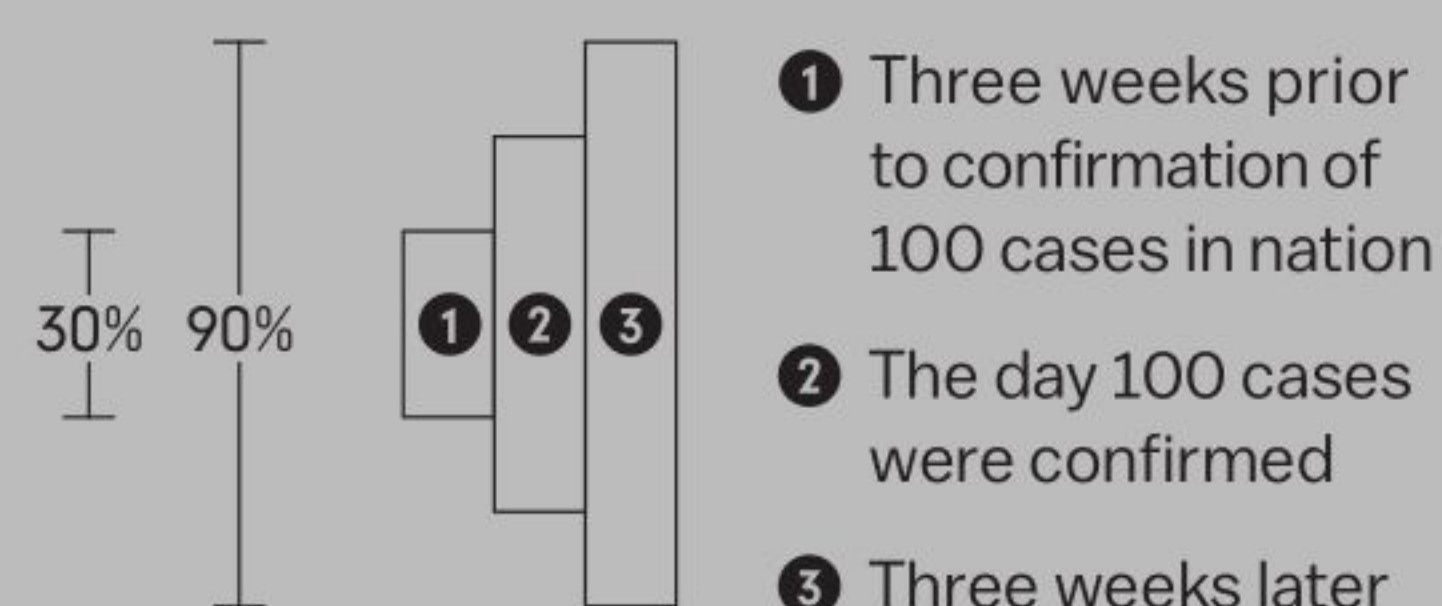 30% 90%
1 2 3
1 Three weeks prior
to confirmation of
100 cases in nation
2 The day 100 cases
were confirmed
3 Three weeks later